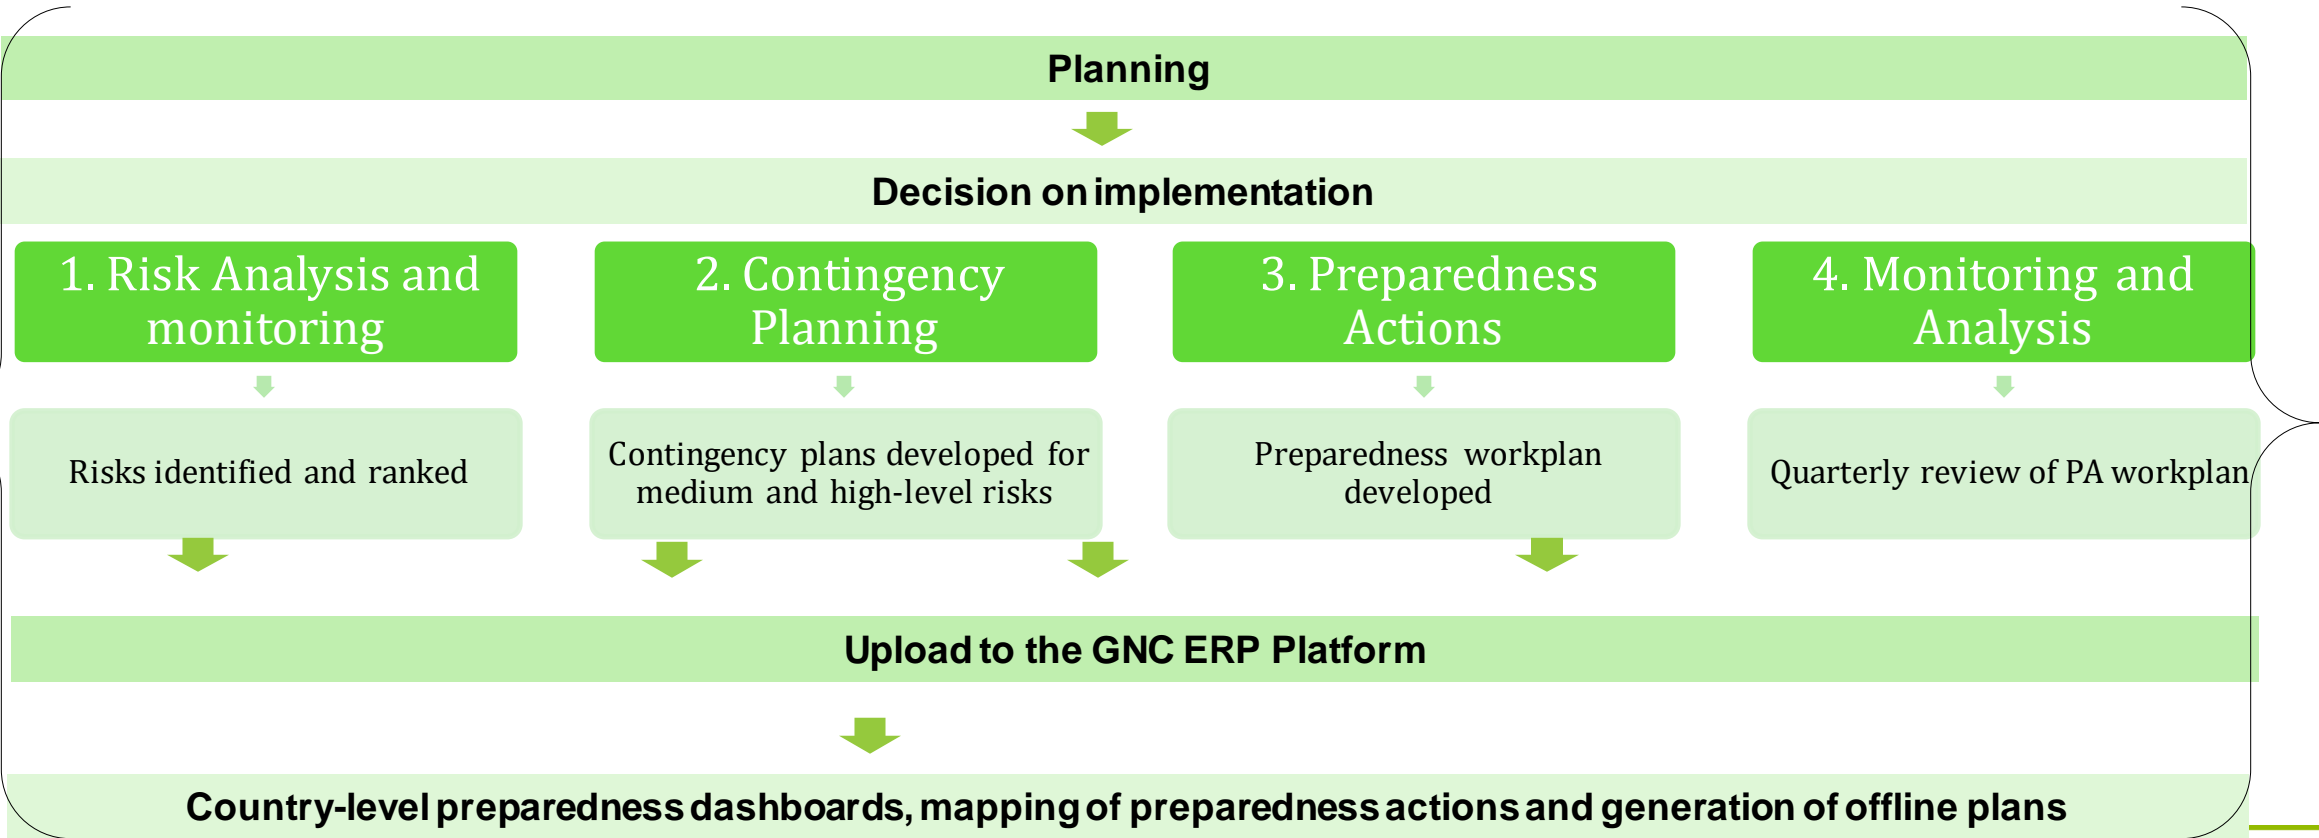 Planning
Decision on implementation
1. Risk Analysis and
monitoring
2. Contingency
Planning
3. Preparedness
Actions
4. Monitoring and
Analysis
Risks identified and ranked
Contingency plans developed for
medium and high-level risks
Preparedness workplan
developed
Quarterly review of PA workplan
Upload to the GNC ERP Platform
Country-level preparedness dashboards, mapping of preparedness actions and generation of offline plans